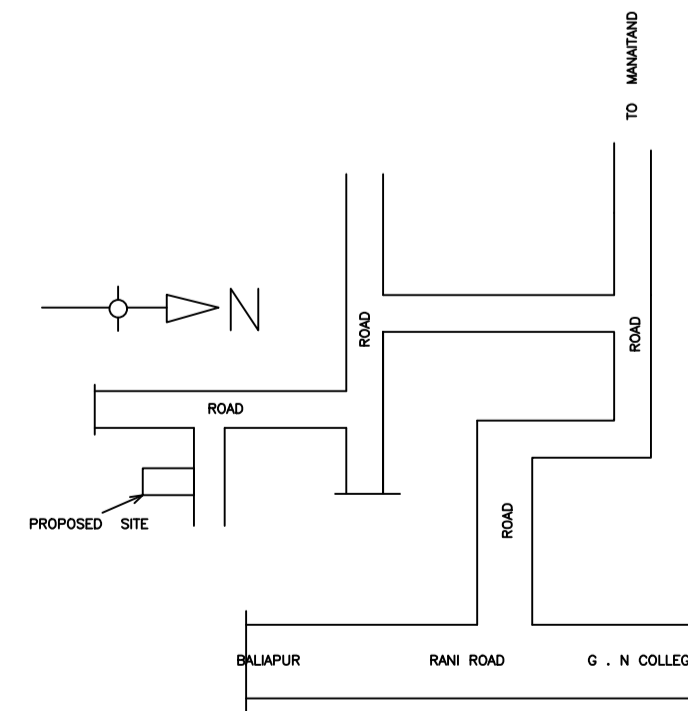 TO MANAITAND
N
ROAD
ROAD
ROAD
ROAD
PROPOSED SITE
BALIAPUR RANI ROAD G . N COLLEG